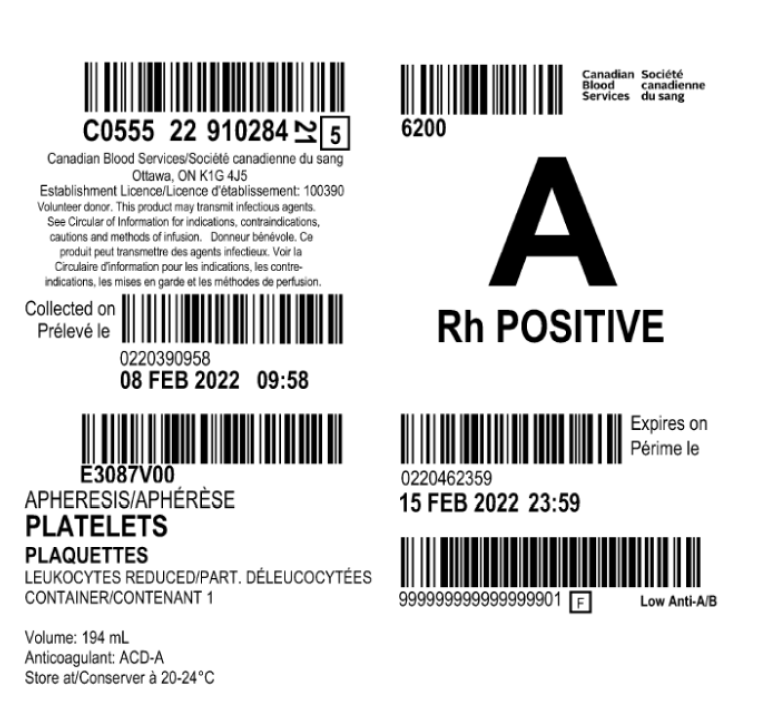 C0555 22 910284 21 5
Canadian Blood Services/Société canadienne du sang
Ottawa, ON K1G 4J5
Establishment Licence/Licence d'établissement: 100390
Volunteer donor. This product may transmit infectious agents.
See Circular of Information for indications, contraindications,
cautions and methods of infusion. Donneur bénévole. Ce
produit peut transmettre des agents infectieux. Voir la
Circulaire d'information pour les indications, les contre-
indications, les mises en garde et les méthodes de perfusion.
Collected on
Prélevé le
0220390958
08 FEB 2022 09:58
Canadian Société
Blood canadienne
Services du sang
6200
A
Rh POSITIVE
E3087V00
APHERESIS/APHÉRÈSE
PLATELETS
PLAQUETTES
LEUKOCYTES REDUCED/PART. DÉLEUCOCYTÉES
CONTAINER/CONTENANT 1
Volume: 194 mL
Anticoagulant: ACD-A
Store at/Conserver à 20-24°C
Expires on
Périme le
0220462359
15 FEB 2022 23:59
999999999999999901 F
Low Anti-A/B